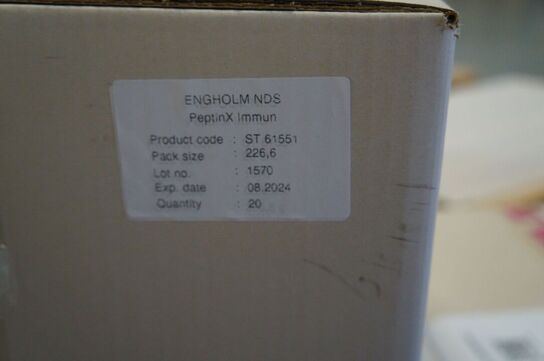 ENGHOLM NDS
PeptinX Immun
Product code : ST 61551
Pack size : 226,6
Lot no. : 1570
Exp. date : 08.2024
Quantity : 20